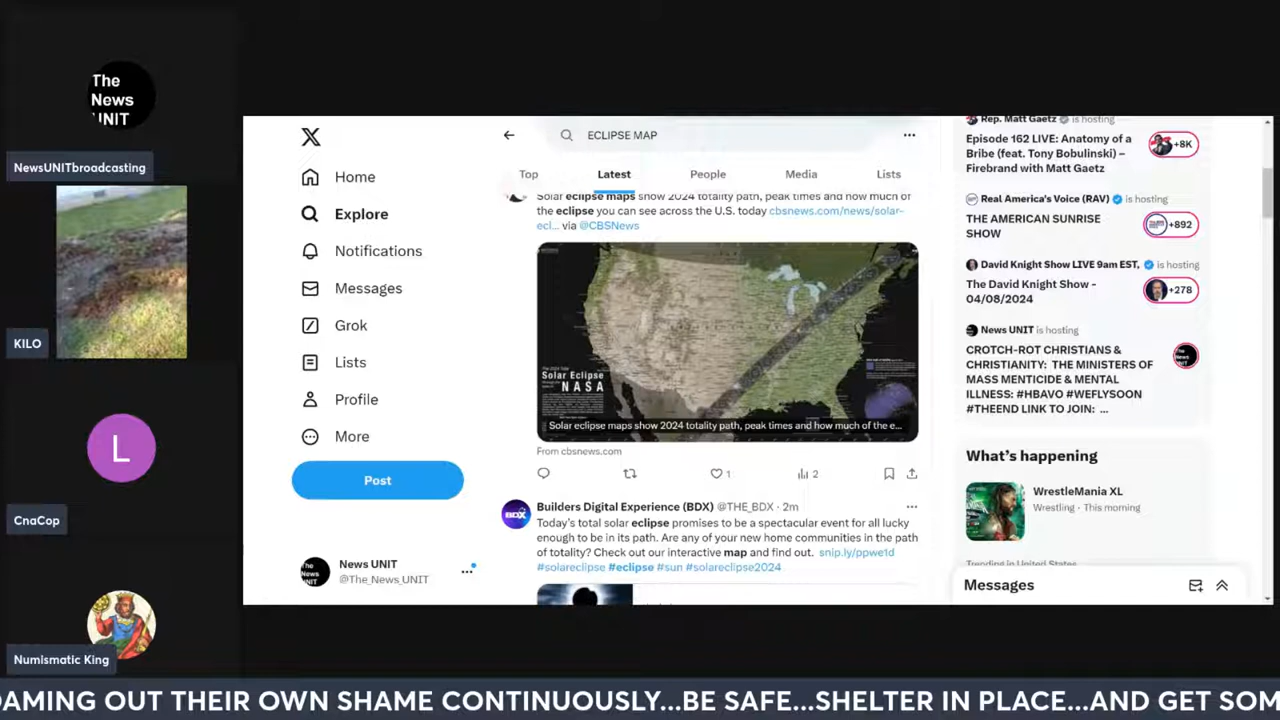 The
News
UNIT
NewsUNITbroadcasting
KILO
L
CnaCop
Numismatic King
X
Home
Explore
Notifications
Messages
Grok
Lists
Profile
More
Post
The
News
UNIT
News UNIT
@The_News_UNIT
ECLIPSE MAP
Top
Latest
People
Media
Lists
Solar eclipse maps show 2024 totality path, peak times and how much of
the eclipse you can see across the U.S. today cbsnews.com/news/solar-
ecl... via @CBSNews
Solar Eclipse
NASA
Solar eclipse maps show 2024 totality path, peak times and how much of the e...
From cbsnews.com
1
2
BDX
Builders Digital Experience (BDX) @THE_BDX · 2m
Today's total solar eclipse promises to be a spectacular event for all lucky
enough to be in its path. Are any of your new home communities in the path
of totality? Check out our interactive map and find out. snip.ly/ppwe1d
#solareclipse #eclipse #sun #solareclipse2024
Rep. Matt Gaetz is hosting
Episode 162 LIVE: Anatomy of a
Bribe (feat. Tony Bobulinski) –
Firebrand with Matt Gaetz
+8K
Real America's Voice (RAV) is hosting
THE AMERICAN SUNRISE
SHOW
+892
David Knight Show LIVE 9am EST, is hosting
The David Knight Show -
04/08/2024
+278
News UNIT is hosting
CROTCH-ROT CHRISTIANS &
CHRISTIANITY: THE MINISTERS OF
MASS MENTICIDE & MENTAL
ILLNESS: #HBAVO #WEFLYSOON
#THEEND LINK TO JOIN: ...
What's happening
WrestleMania XL
Wrestling · This morning
Trending in United States
Messages
OAMING OUT THEIR OWN SHAME CONTINUOUSLY...BE SAFE...SHELTER IN PLACE...AND GET SOM